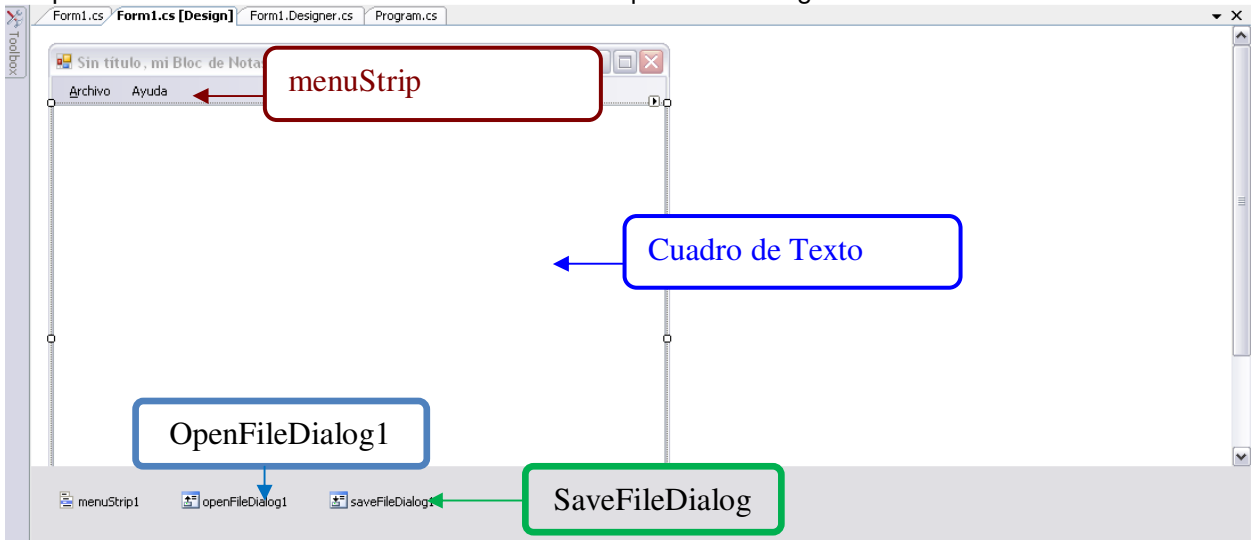 Form1.cs Form1.cs [Design] Form1.Designer.cs Program.cs
Toolbox
Sin titulo, mi Bloc de Notas
menuStrip
Archivo Ayuda
Cuadro de Texto
OpenFileDialog1
SaveFileDialog
menuStrip1 openFileDialog1 saveFileDialog1